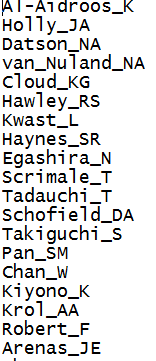 Al-Aidroos_K
Holly_JA
Datson_NA
van_Nuland_NA
Cloud_KG
Hawley_RS
Kwast_L
Haynes_SR
Egashira_N
Scrimale_T
Tadauchi_T
Schofield_DA
Takiguchi_S
Pan_SM
Chan_W
Kiyono_K
Krol_AA
Robert_F
Arenas_JE